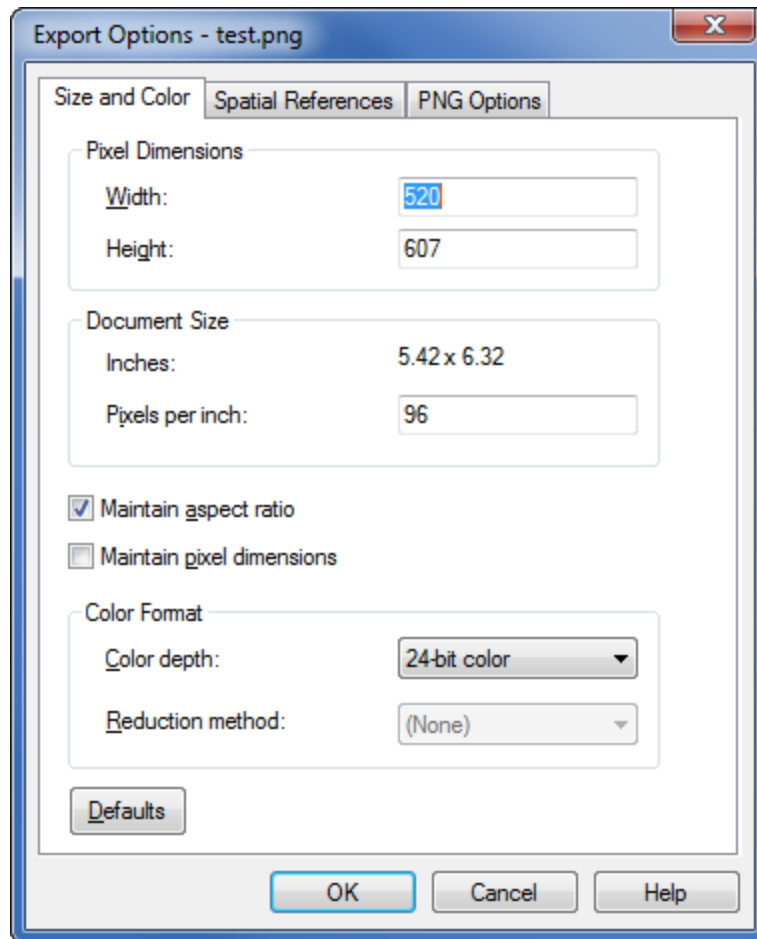 Export Options - test.png
Size and Color Spatial References PNG Options
Pixel Dimensions
Width: 520
Height: 607
Document Size
Inches: 5.42 x 6.32
Pixels per inch: 96
Maintain aspect ratio
Maintain pixel dimensions
Color Format
Color depth: 24-bit color
Reduction method: (None)
Defaults
OK Cancel Help